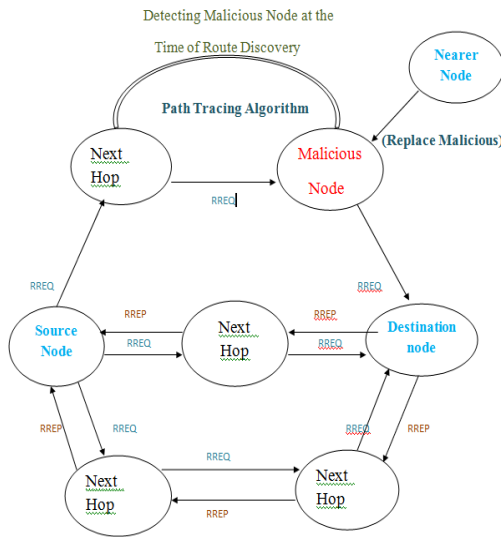 Detecting Malicious Node at the
Time of Route Discovery
Nearer
Node
Path Tracing Algorithm
(Replace Malicious)
Next
Hop
Malicious
Node
RREQ
RREQ
RREQ
RREP
RREP
Source
Node
Next
Hop
Destination
node
RREQ
RREQ
RREP
RREQ
RREQ
RREP
RREQ
Next
Hop
Next
Hop
RREP